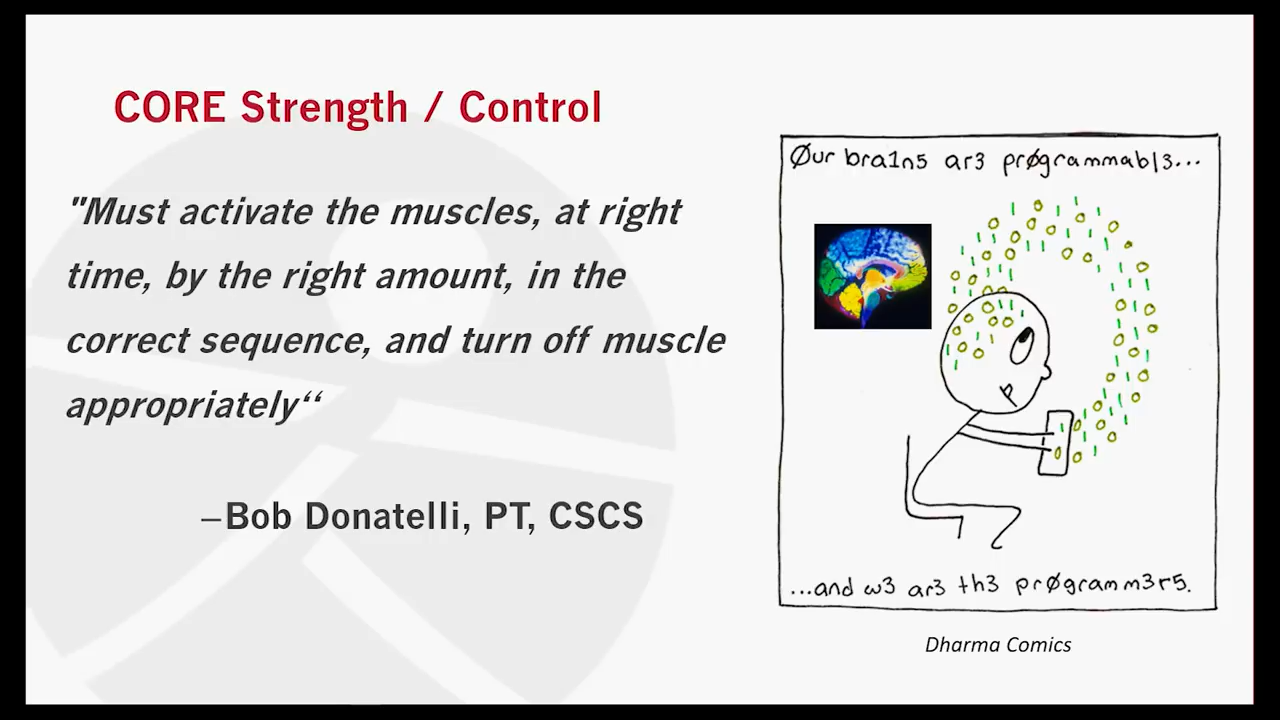 CORE Strength / Control
"Must activate the muscles, at right
time, by the right amount, in the
correct sequence, and turn off muscle
appropriately“
–Bob Donatelli, PT, CSCS
Øur bra1n5 ar3 prøgrammabl3...
...and w3 ar3 th3 prøgramm3r5.
Dharma Comics